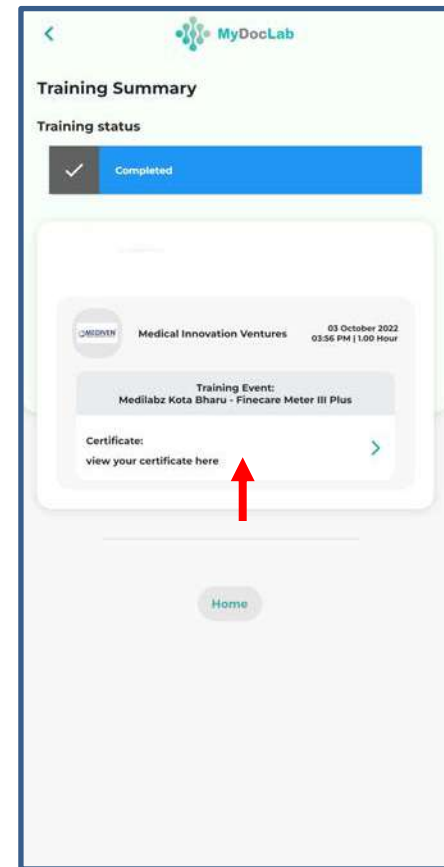 MyDocLab
Training Summary
Training status
Completed
MEDIVEN
Medical Innovation Ventures
03 October 2022
03:56 PM | 1.00 Hour
Training Event:
Medilabz Kota Bharu - Finecare Meter III Plus
Certificate:
view your certificate here
Home